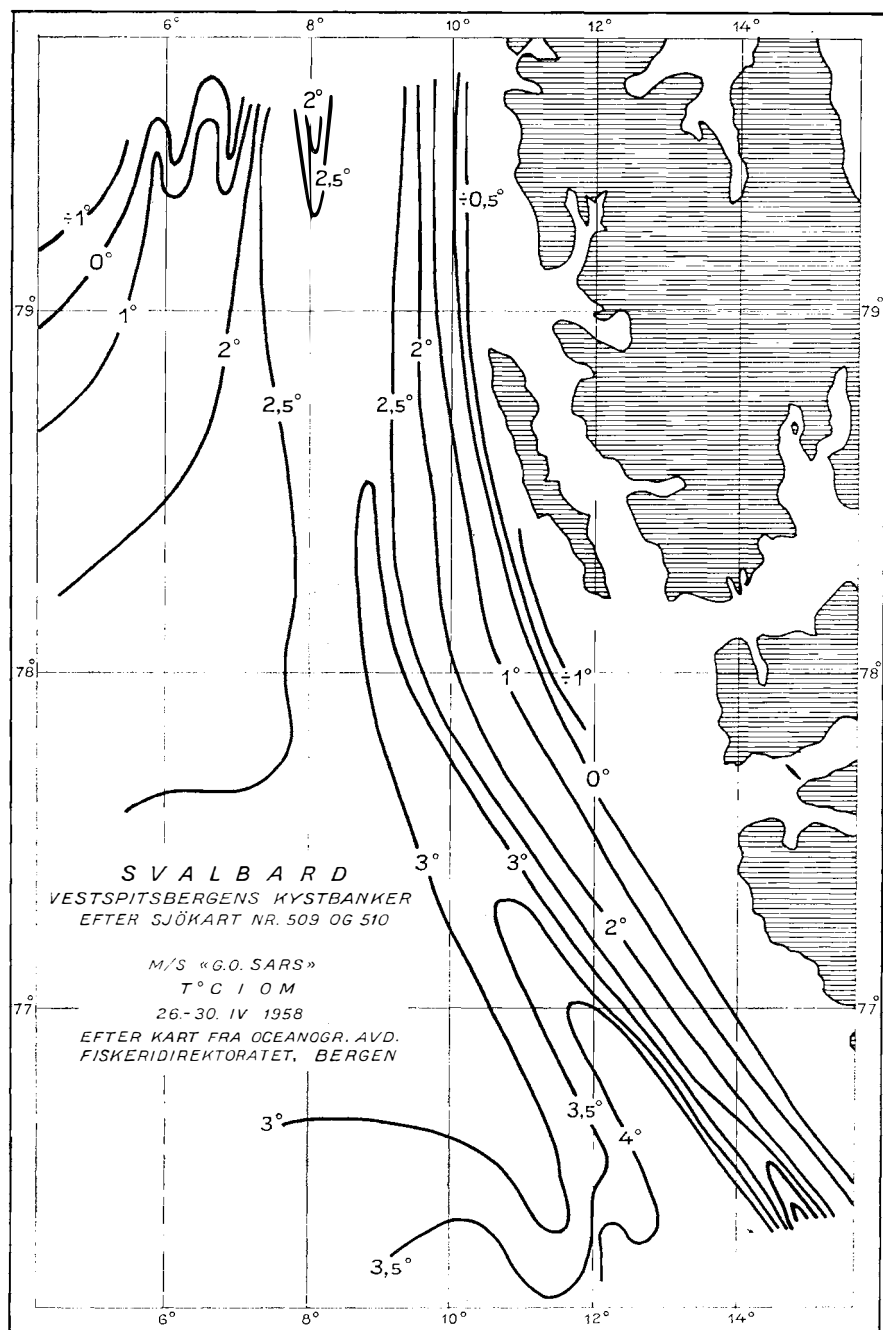 6° 8° 10° 12° 14°
2°
2,5°
÷1°
÷0,5°
0°
79° 79°
1°
2° 2°
2,5° 2,5°
78° 1° ÷1° 78°
0°
3° 3°
SVALBARD
VESTSPITSBERGENS KYSTBANKER
EFTER SJÖKART NR. 509 OG 510
2°
M/S «G.O. SARS»
T°C I O M
77° 77°
26.-30. IV 1958
EFTER KART FRA OCEANOGR. AVD.
FISKERIDIREKTORATET, BERGEN
3,5°
3° 4°
3,5°
6° 8° 10° 12° 14°